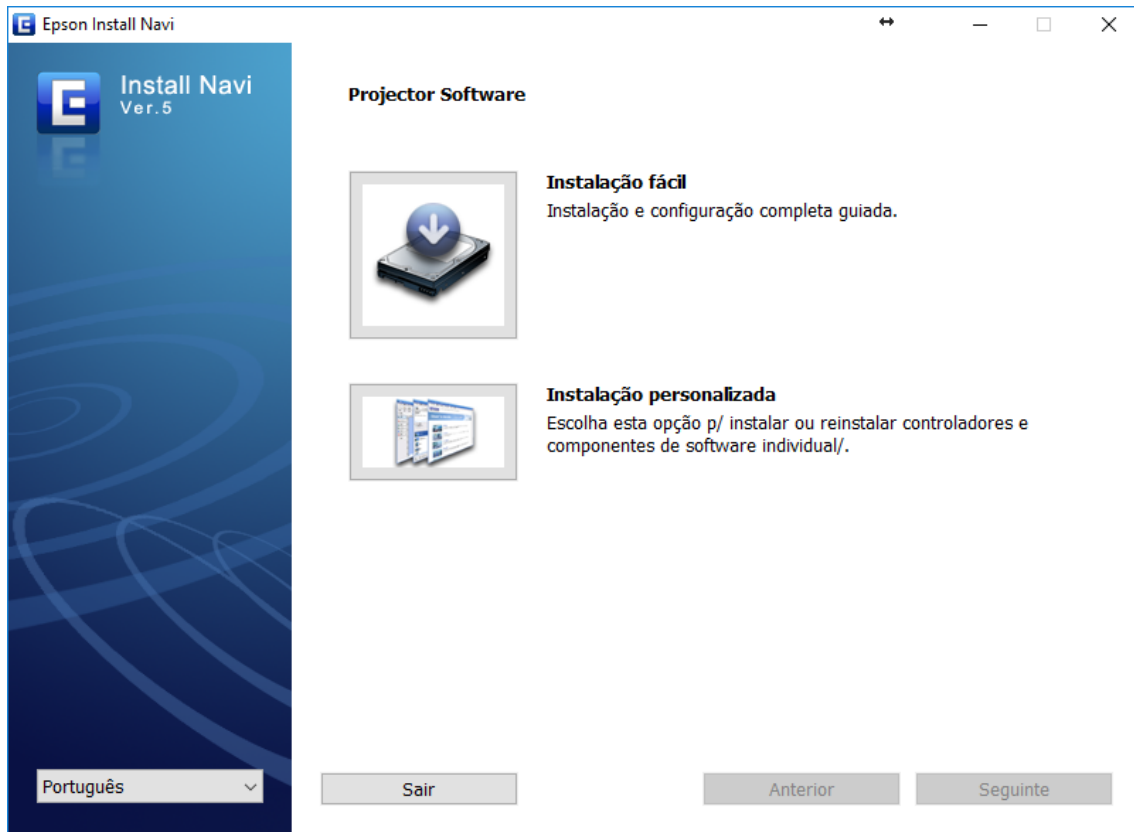 Epson Install Navi
Install Navi
Ver.5
Projector Software
Instalação fácil
Instalação e configuração completa guiada.
Instalação personalizada
Escolha esta opção p/ instalar ou reinstalar controladores e
componentes de software individual/.
Português
Sair
Anterior
Seguinte